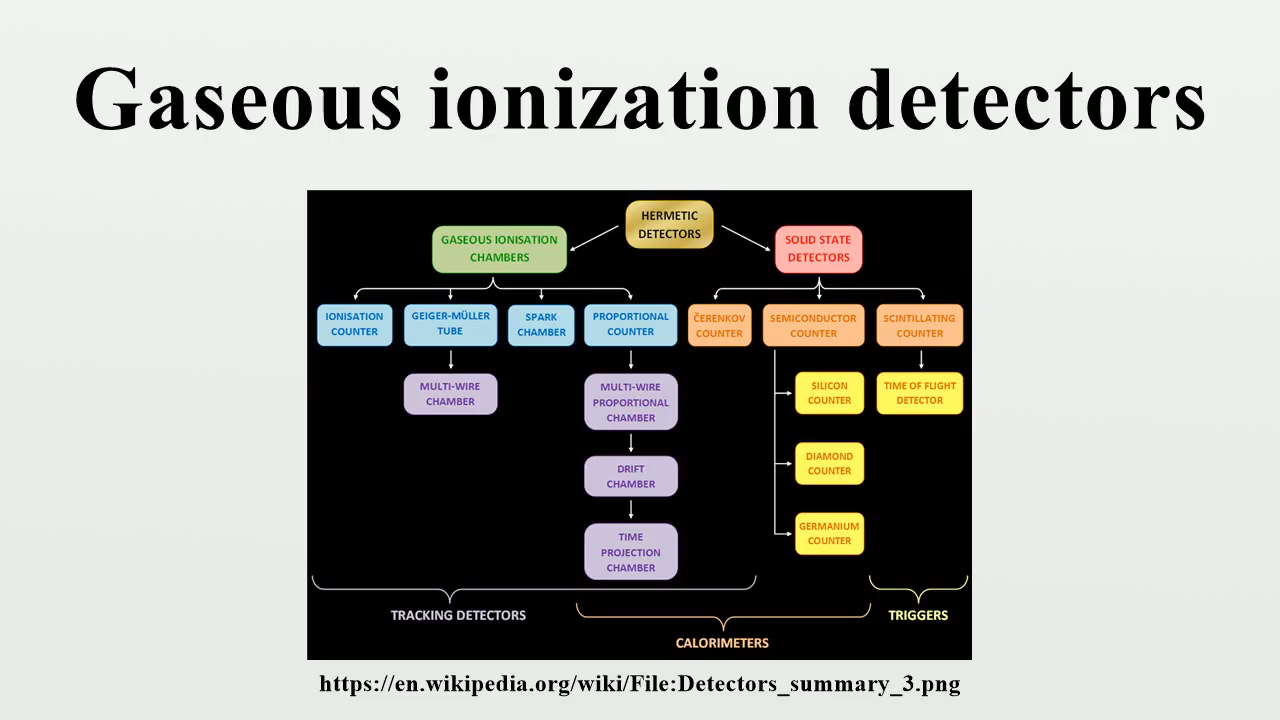 Gaseous ionization detectors
HERMETIC
DETECTORS
GASEOUS IONISATION
CHAMBERS
SOLID STATE
DETECTORS
IONISATION
COUNTER
GEIGER-MÜLLER
TUBE
SPARK
CHAMBER
PROPORTIONAL
COUNTER
ČERENKOV
COUNTER
SEMICONDUCTOR
COUNTER
SCINTILLATING
COUNTER
MULTI-WIRE
CHAMBER
MULTI-WIRE
PROPORTIONAL
CHAMBER
SILICON
COUNTER
TIME OF FLIGHT
DETECTOR
DRIFT
CHAMBER
DIAMOND
COUNTER
TIME
PROJECTION
CHAMBER
GERMANIUM
COUNTER
TRACKING DETECTORS
CALORIMETERS
TRIGGERS
https://en.wikipedia.org/wiki/File:Detectors_summary_3.png